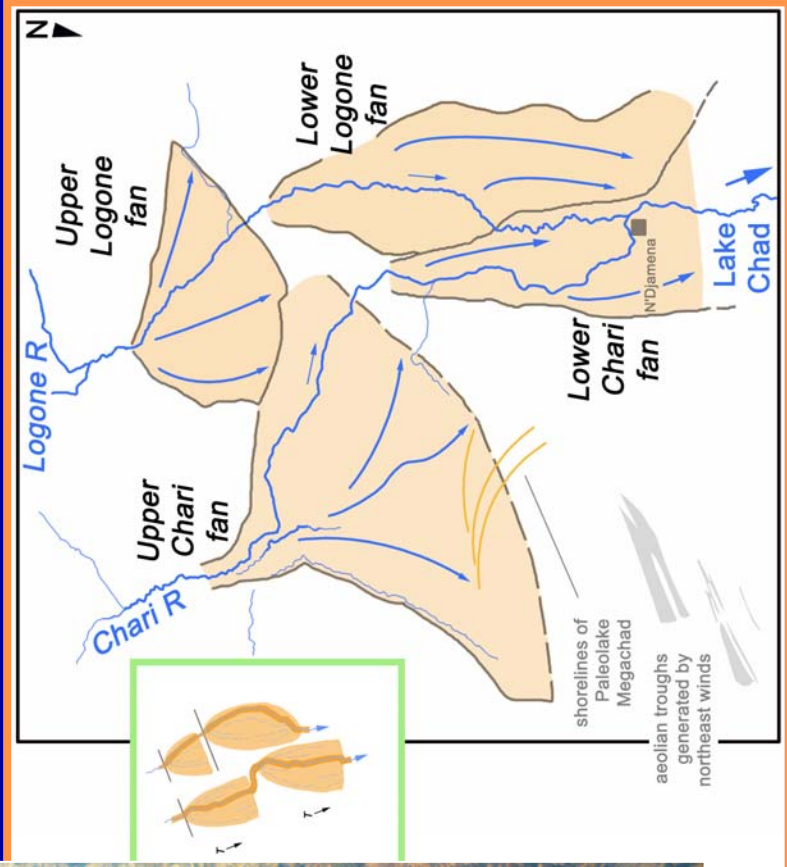 N
Upper
Logone
fan
Lower
Logone
fan
Logone R
Upper
Chari
fan
Chari R
N'Djamena
Lake
Chad
Lower
Chari
fan
shorelines of
Paleolake
Megachad
aeolian troughs
generated by
northeast winds